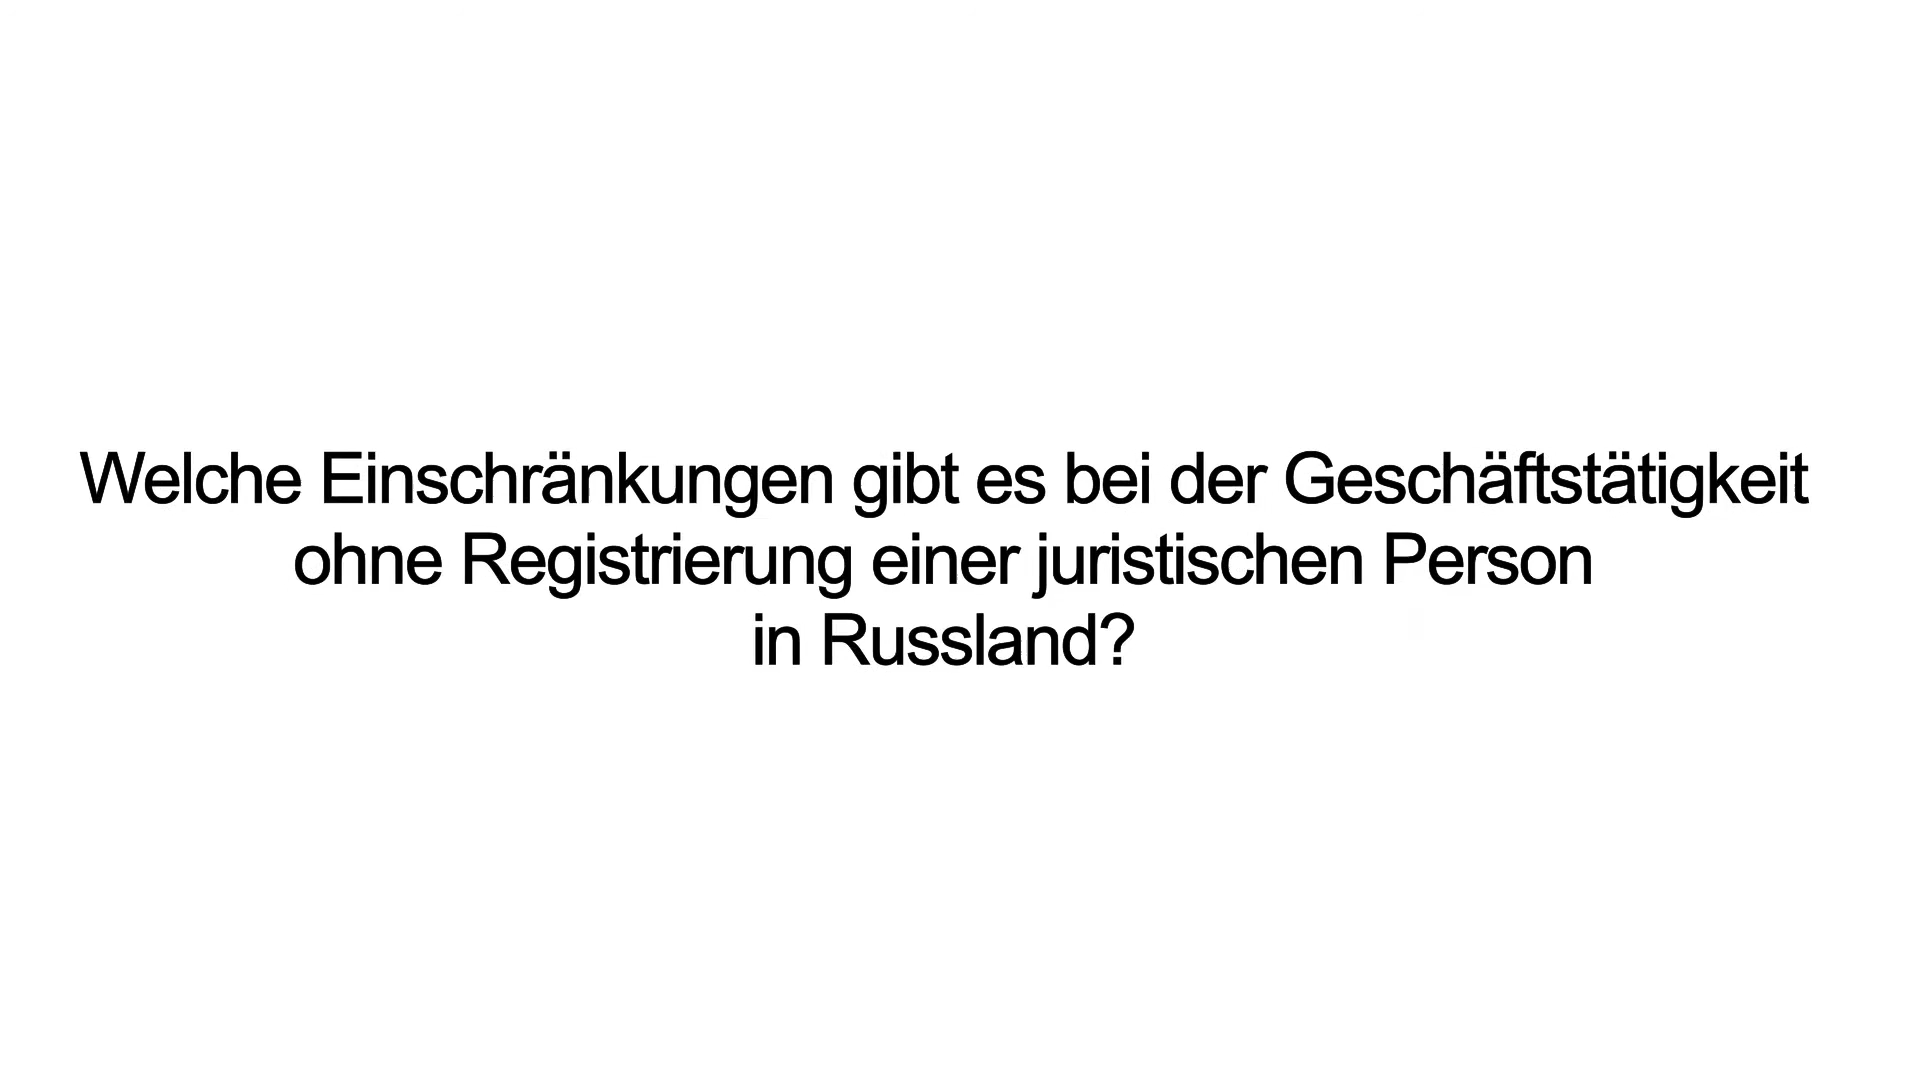 Welche Einschränkungen gibt es bei der Geschäftstätigkeit
ohne Registrierung einer juristischen Person
in Russland?